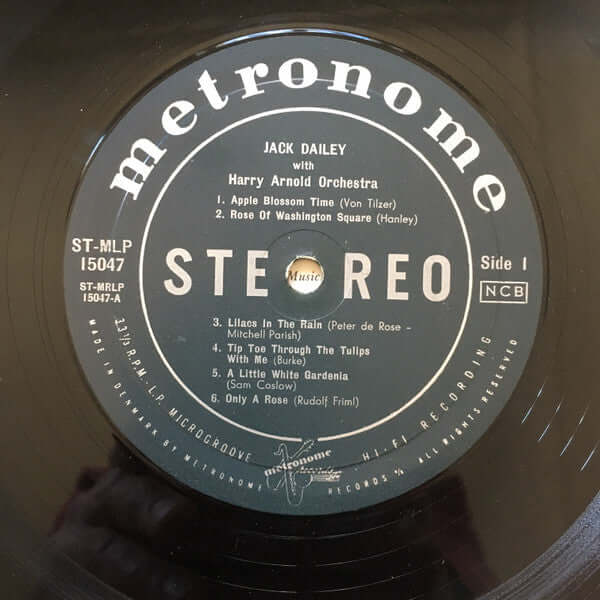 metronome
JACK DAILEY
with
Harry Arnold Orchestra
1. Apple Blossom Time (Von Tilzer)
2. Rose Of Washington Square (Hanley)
ST-MLP
15047
ST-MRLP
15047-A
STE REO
Music
Side 1
NCB
3. Lilacs In The Rain (Peter de Rose -
Mitchell Parish)
4. Tip Toe Through The Tulips
With Me (Burke)
5. A Little White Gardenia
(Sam Coslow)
6. Only A Rose (Rudolf Friml)
33 1/3 R.P.M. - L.P. MICROGROOVE
HI-FI RECORDING
metronome
records
MADE IN DENMARK BY METRONOME RECORDS A/S ALL RIGHTS RESERVED